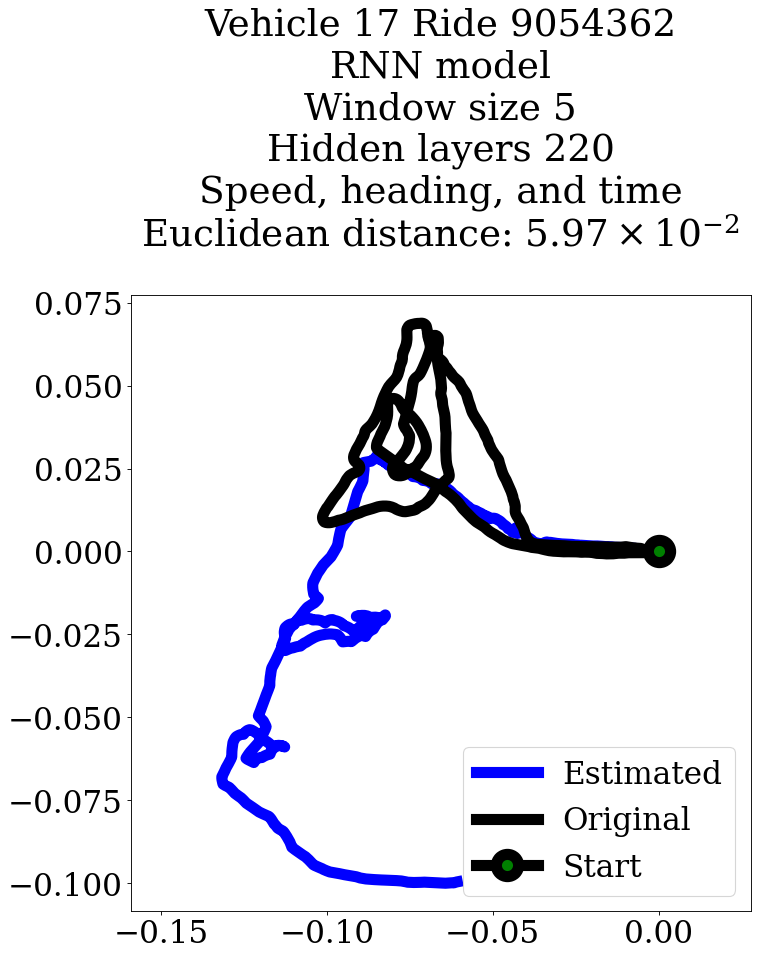 Vehicle 17 Ride 9054362
RNN model
Window size 5
Hidden layers 220
Speed, heading, and time
Euclidean distance: 5.97 × 10⁻²
0.075
0.050
0.025
0.000
−0.025
−0.050
−0.075
−0.100
−0.15
−0.10
−0.05
0.00
Estimated
Original
Start